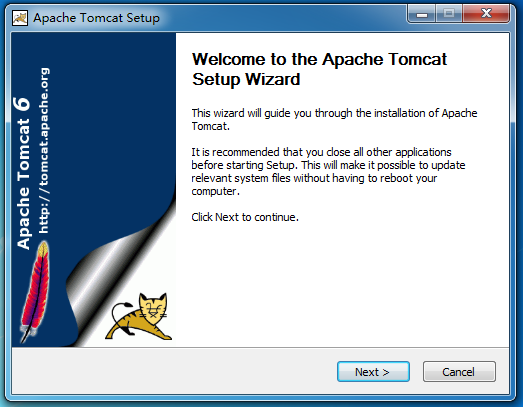 Apache Tomcat Setup
Apache Tomcat 6
http://tomcat.apache.org
Welcome to the Apache Tomcat
Setup Wizard
This wizard will guide you through the installation of Apache
Tomcat.
It is recommended that you close all other applications
before starting Setup. This will make it possible to update
relevant system files without having to reboot your
computer.
Click Next to continue.
Next >
Cancel